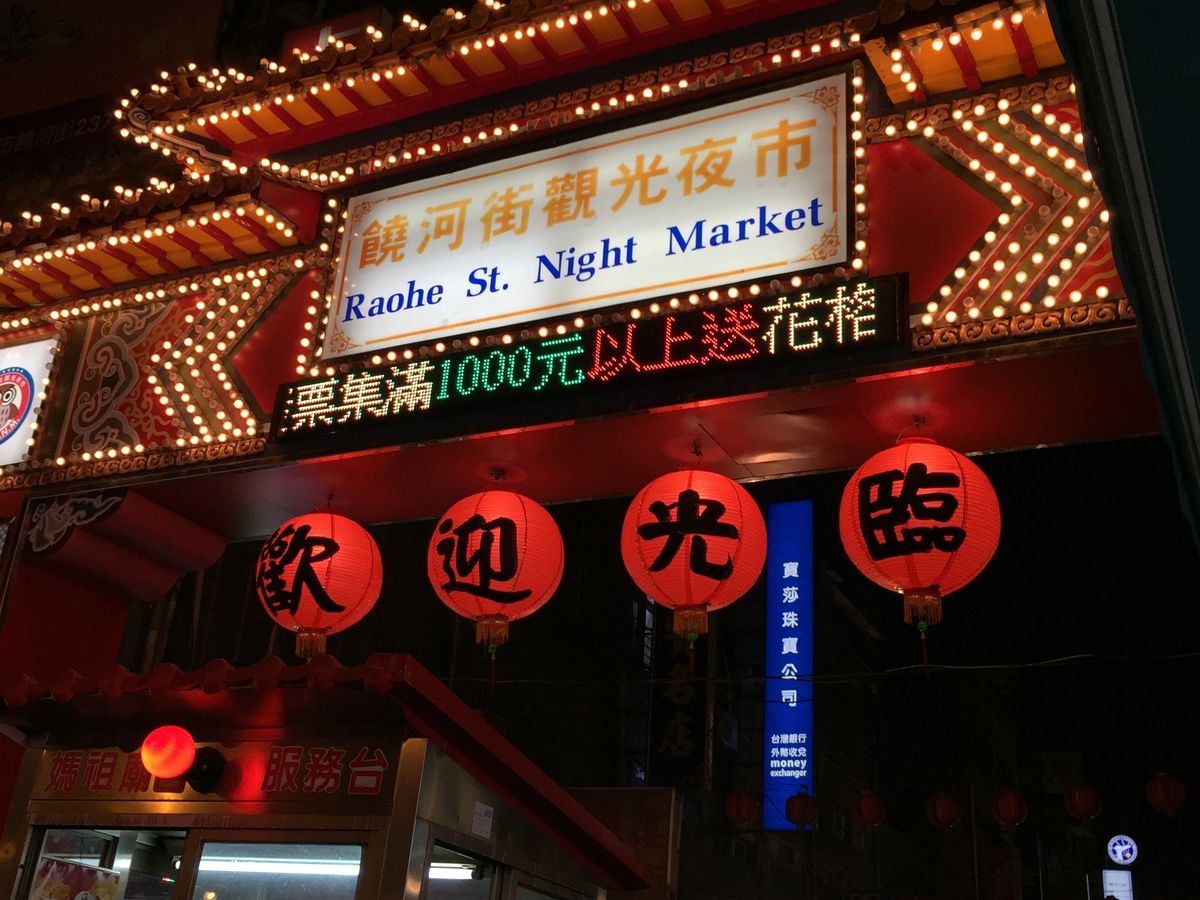 饒河街觀光夜市
Raohe St. Night Market
票集滿1000元以上送花格
歡迎光臨
寶莎珠寶公司
台灣銀行
外幣收兌
money
exchanger
媽祖廟
服務台